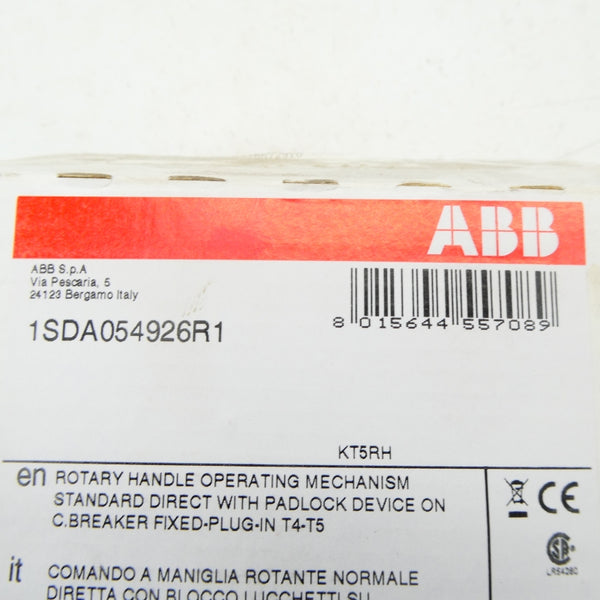 ABB
ABB S.p.A
Via Pescaria, 5
24123 Bergamo Italy
1SDA054926R1
8 015644 557089
KT5RH
en ROTARY HANDLE OPERATING MECHANISM
STANDARD DIRECT WITH PADLOCK DEVICE ON
C.BREAKER FIXED-PLUG-IN T4-T5
CE
LR54280
it COMANDO A MANIGLIA ROTANTE NORMALE
DIRETTA CON BLOCCO LUCCHETTI SU